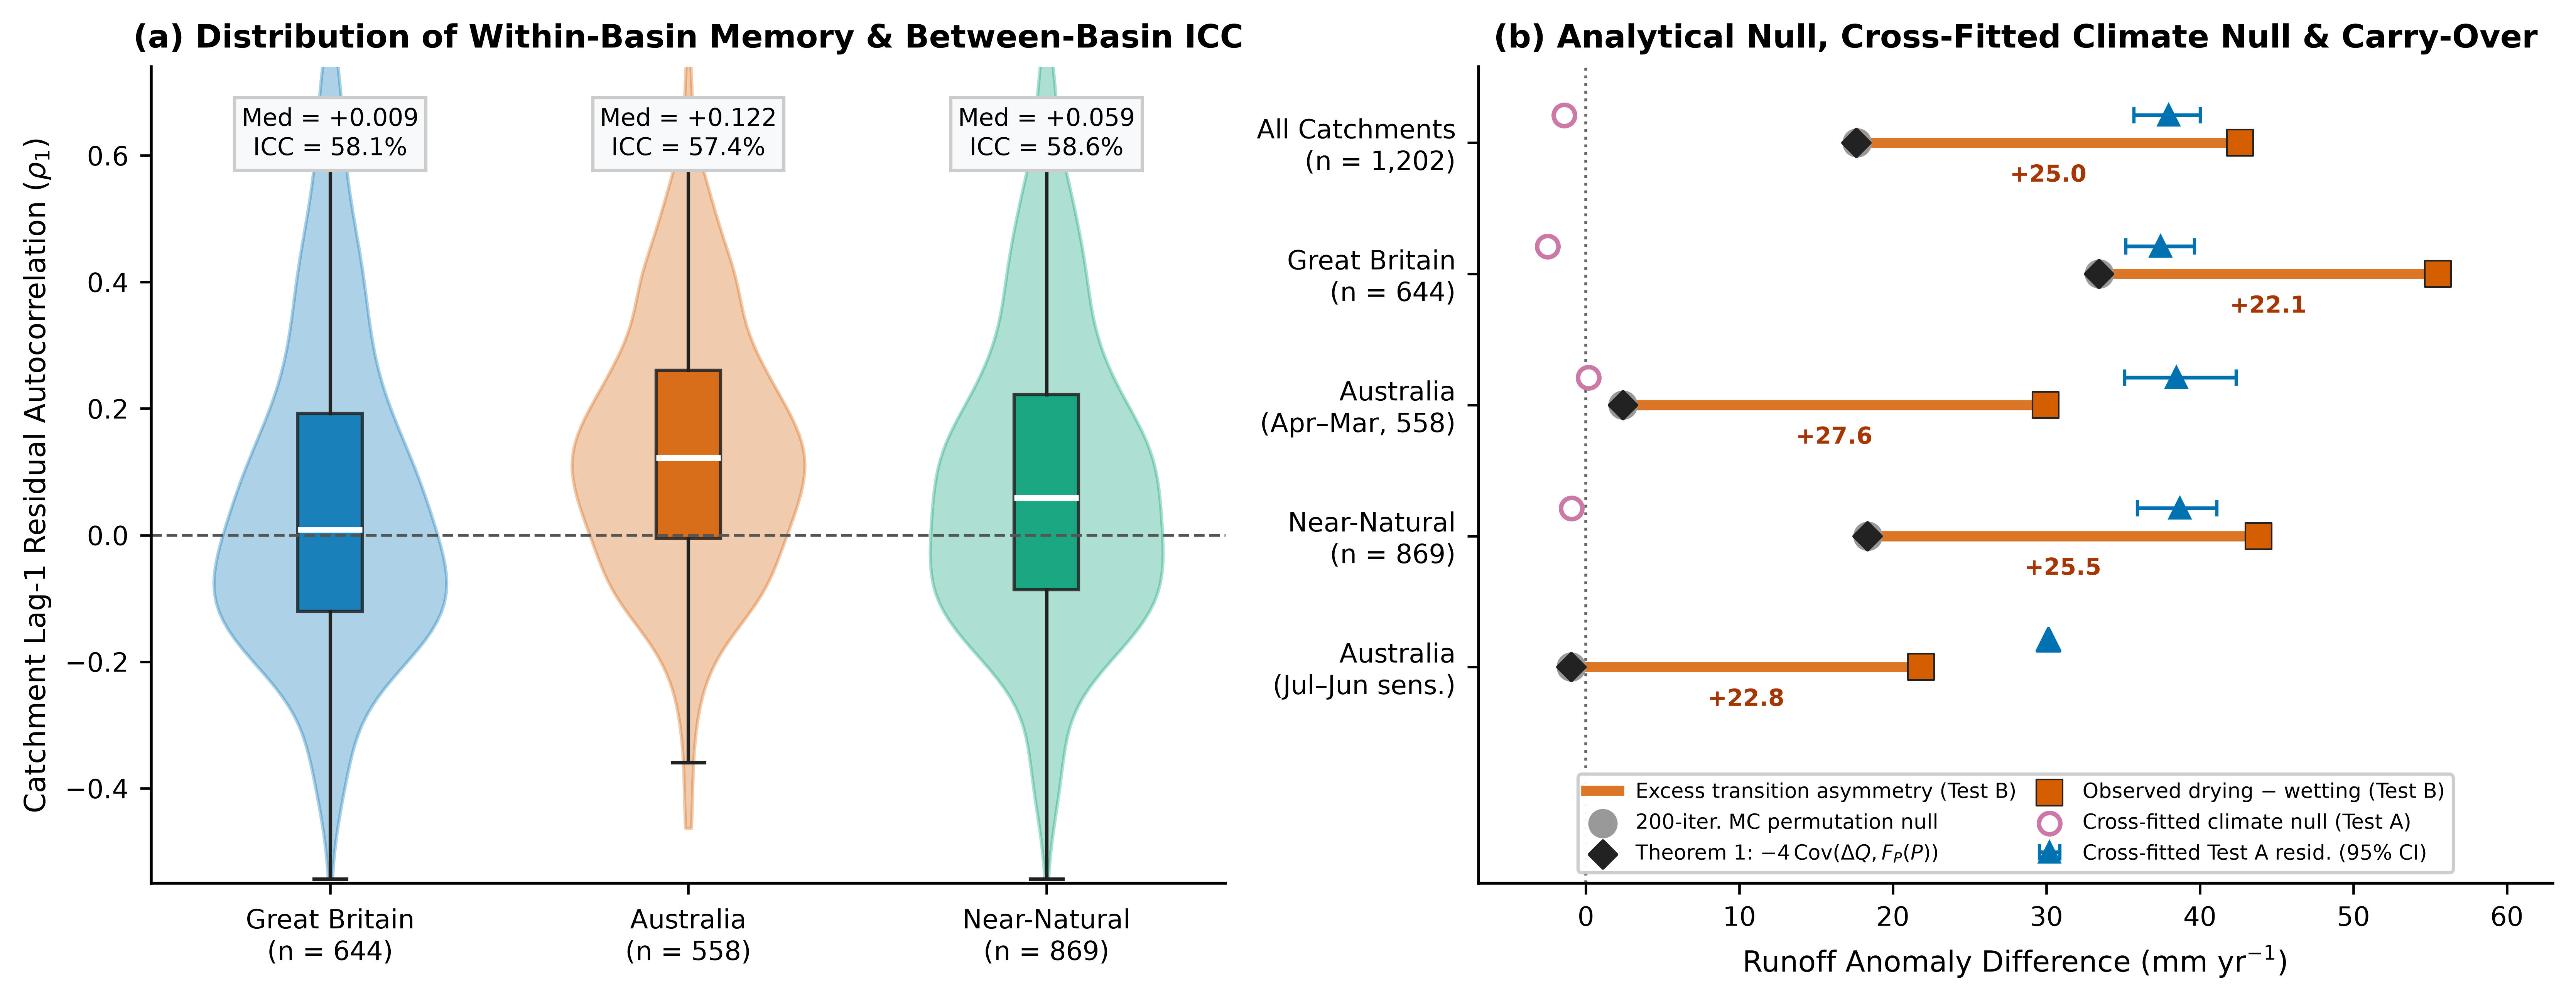 (a) Distribution of Within-Basin Memory & Between-Basin ICC
Catchment Lag-1 Residual Autocorrelation (ρ₁)
0.6
0.4
0.2
0.0
−0.2
−0.4
Med = +0.009
ICC = 58.1%
Med = +0.122
ICC = 57.4%
Med = +0.059
ICC = 58.6%
Great Britain
(n = 644)
Australia
(n = 558)
Near-Natural
(n = 869)
(b) Analytical Null, Cross-Fitted Climate Null & Carry-Over
All Catchments
(n = 1,202)
Great Britain
(n = 644)
Australia
(Apr–Mar, 558)
Near-Natural
(n = 869)
Australia
(Jul–Jun sens.)
+25.0
+22.1
+27.6
+25.5
+22.8
Excess transition asymmetry (Test B)
200-iter. MC permutation null
Theorem 1: −4 Cov(ΔQ, F_P(P))
Observed drying − wetting (Test B)
Cross-fitted climate null (Test A)
Cross-fitted Test A resid. (95% CI)
0
10
20
30
40
50
60
Runoff Anomaly Difference (mm yr⁻¹)